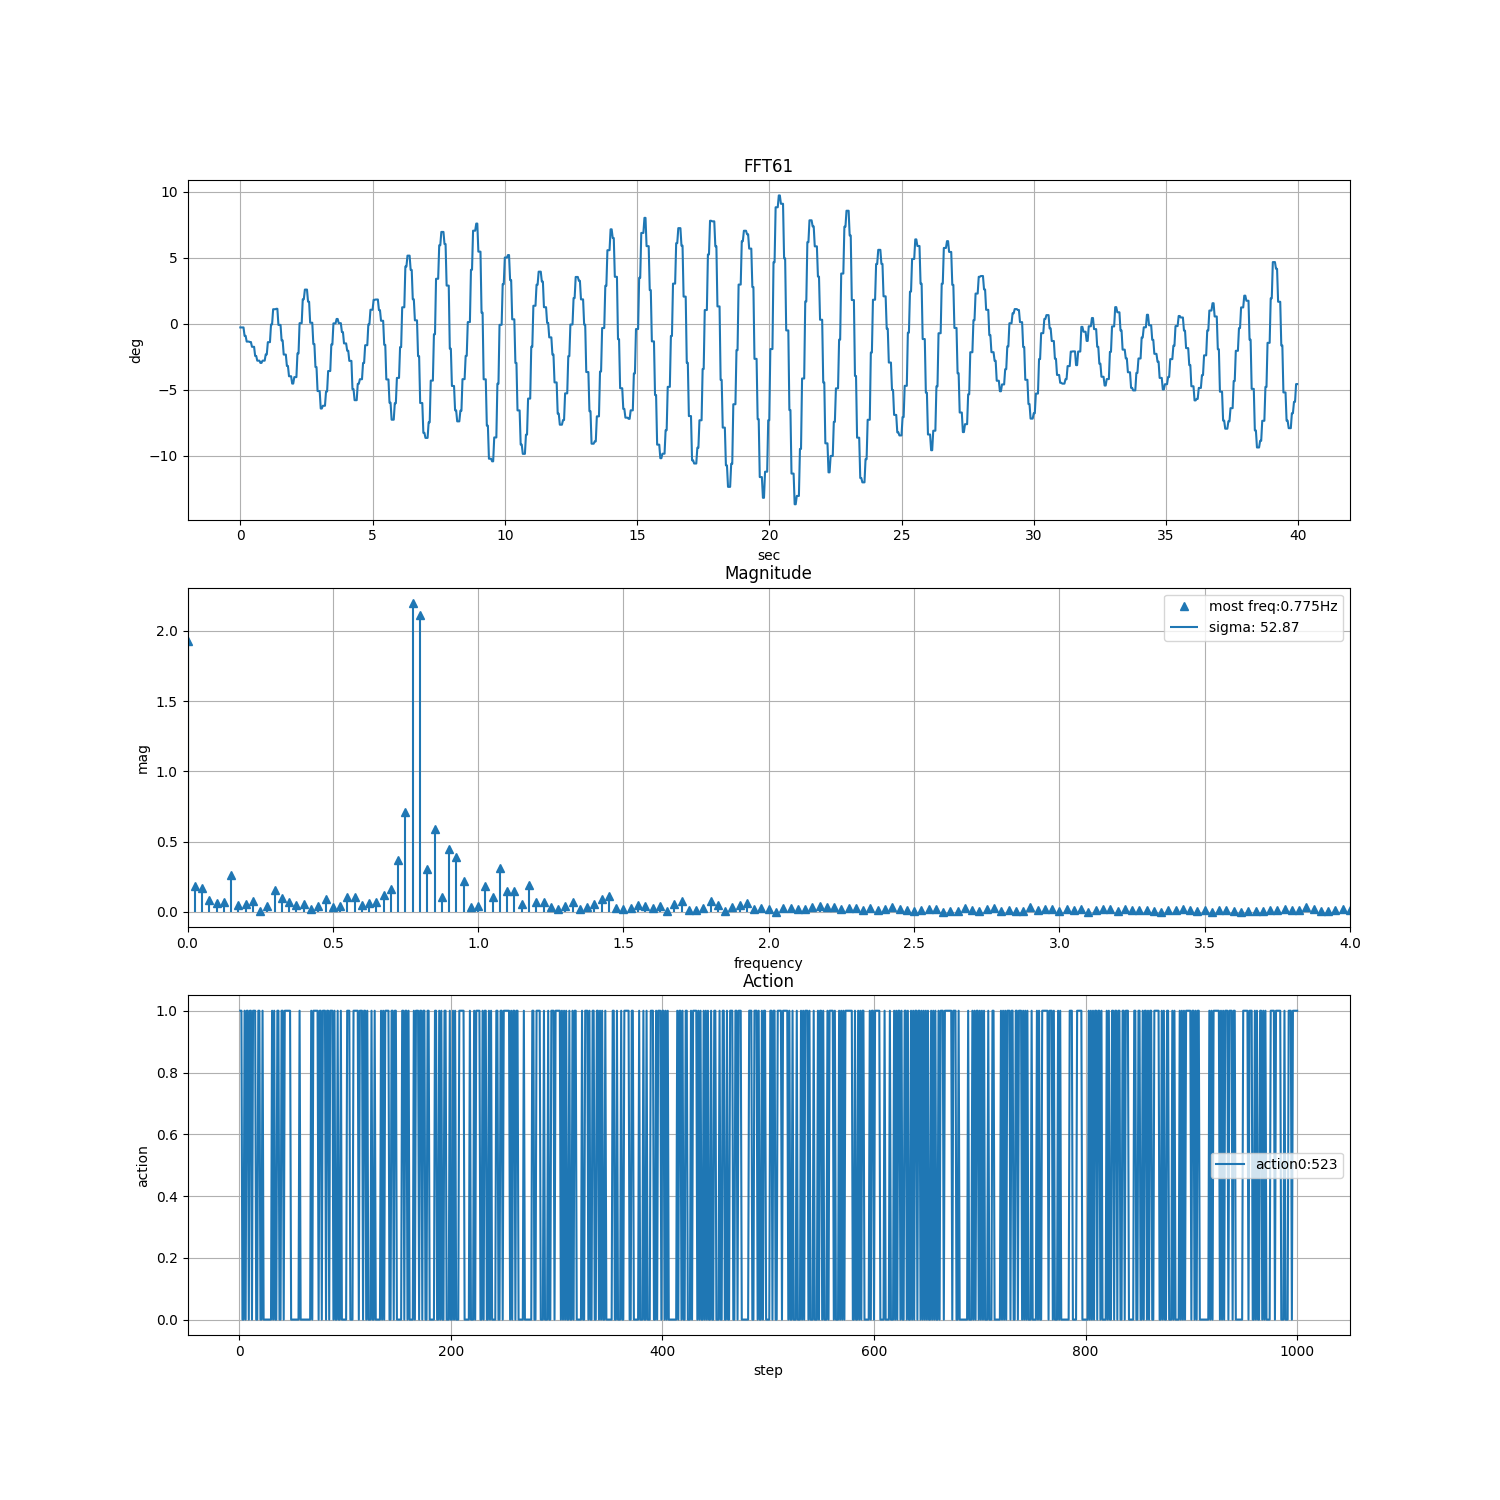 FFT61
10
5
0
−5
−10
deg
0 5 10 15 20 25 30 35 40
sec
Magnitude
most freq:0.775Hz
sigma: 52.87
2.0
1.5
1.0
0.5
0.0
mag
0.0 0.5 1.0 1.5 2.0 2.5 3.0 3.5 4.0
frequency
Action
1.0
0.8
0.6
0.4
0.2
0.0
action
action0:523
0 200 400 600 800 1000
step